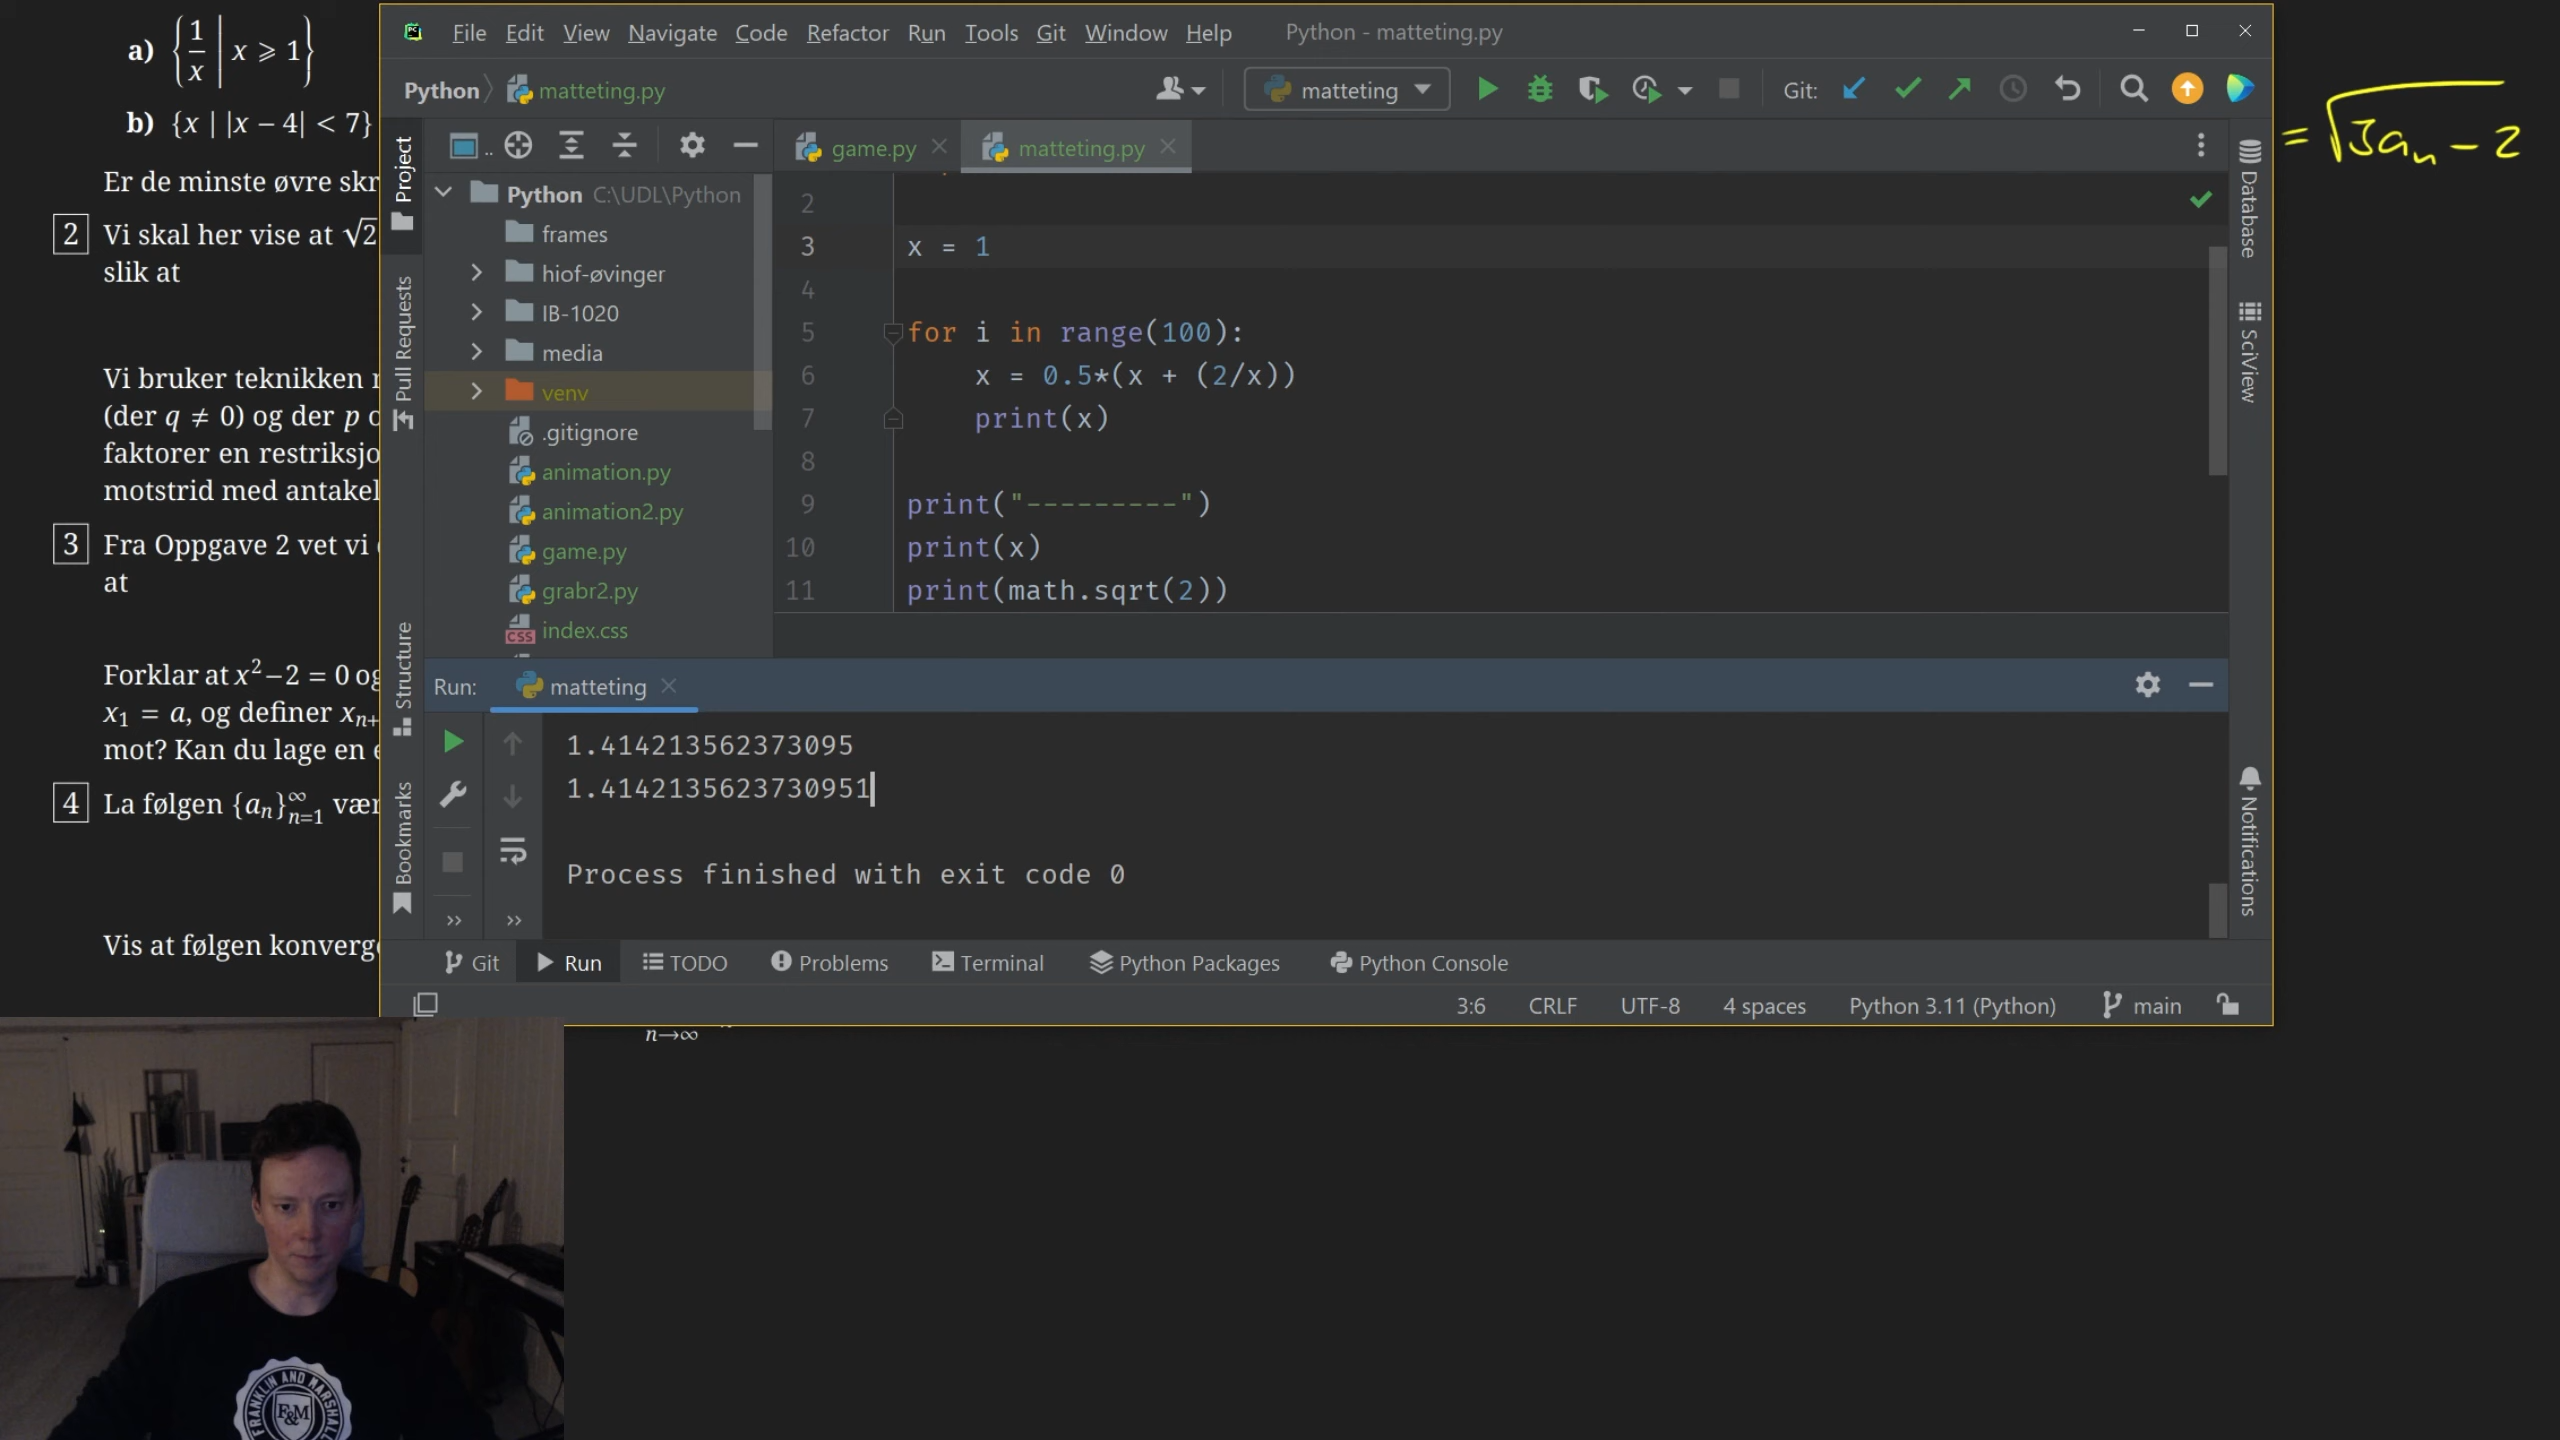 a) {1/x | x ⩾ 1}
b) {x | |x − 4| < 7}
Er de minste øvre skr
2 Vi skal her vise at √2
slik at
Vi bruker teknikken
(der q ≠ 0) og der p
faktorer en restriksjo
motstrid med antakel
3 Fra Oppgave 2 vet vi
at
Forklar at x²−2 = 0 og
x₁ = a, og definer xₙ₊
mot? Kan du lage en e
4 La følgen {aₙ}∞ₙ₌₁ vær
Vis at følgen konverge
n→∞
File Edit View Navigate Code Refactor Run Tools Git Window Help Python - matteting.py
Python matteting.py matteting Git:
Project
Pull Requests
Structure
Bookmarks
..
Python C:\UDL\Python
frames
hiof-øvinger
IB-1020
media
venv
.gitignore
animation.py
animation2.py
game.py
grabr2.py
index.css
game.py matteting.py
2
3 x = 1
4
5 for i in range(100):
6 x = 0.5*(x + (2/x))
7 print(x)
8
9 print("---------")
10 print(x)
11 print(math.sqrt(2))
Database
SciView
Notifications
= √3aₙ − 2
Run: matteting
1.414213562373095
1.4142135623730951
Process finished with exit code 0
Git Run TODO Problems Terminal Python Packages Python Console
3:6 CRLF UTF-8 4 spaces Python 3.11 (Python) main
FRANKLIN AND MARSHALL
F&M